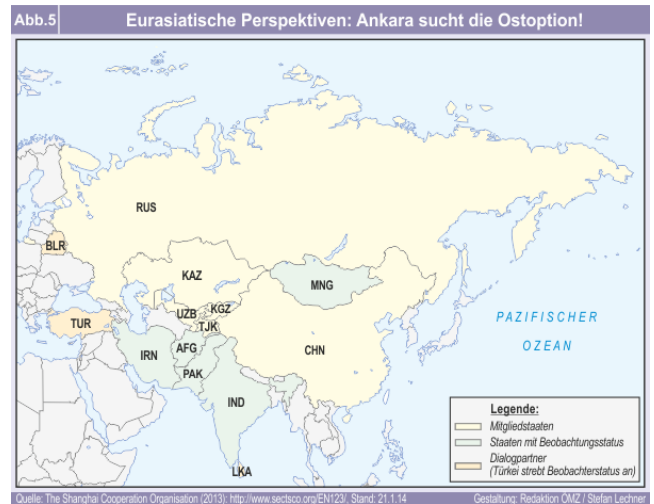 Abb.5 Eurasiatische Perspektiven: Ankara sucht die Ostoption!
RUS
BLR
KAZ
MNG
UZB
KGZ
TUR
TJK
PAZIFISCHER
OZEAN
AFG
IRN
CHN
PAK
IND
LKA
Legende:
Mitgliedstaaten
Staaten mit Beobachtungsstatus
Dialogpartner
(Türkei strebt Beobachterstatus an)
Quelle: The Shanghai Cooperation Organisation (2013): http://www.sectsco.org/EN123/, Stand: 21.1.14 Gestaltung: Redaktion ÖMZ / Stefan Lechner